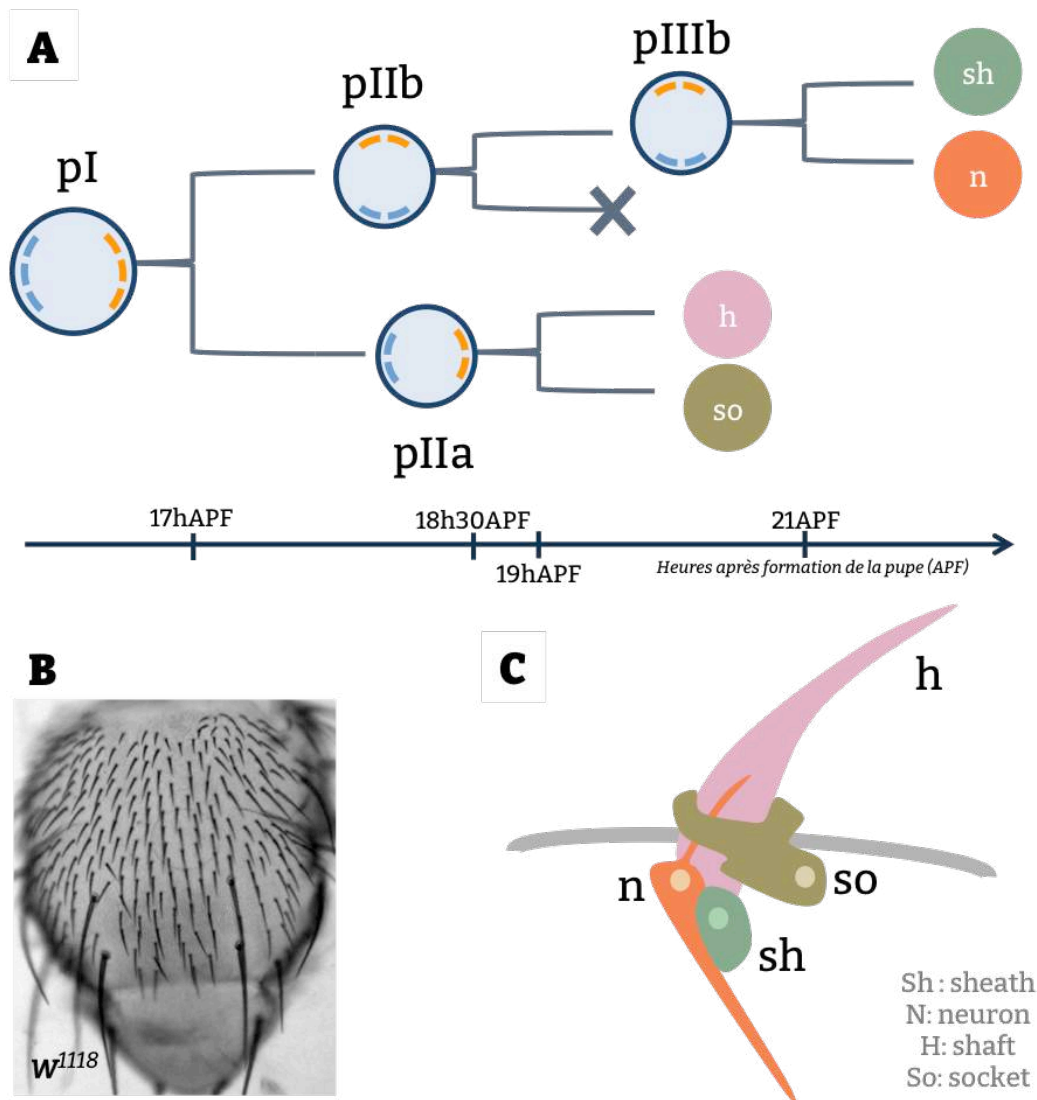 A
pI
pIIb
pIIIb
sh
n
h
so
pIIa
17hAPF
18h30APF
19hAPF
21APF
Heures après formation de la pupe (APF)
B
w1118
C
h
n
so
sh
Sh : sheath
N: neuron
H: shaft
So: socket